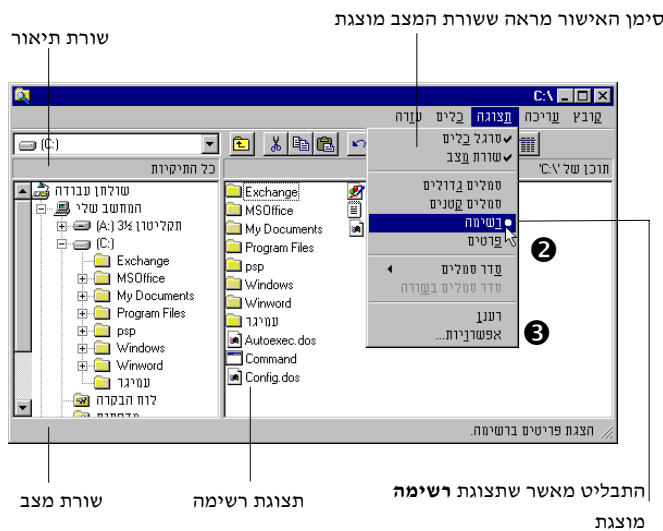 סימן האישור מראה ששורת המצב מוצגת
שורת תיאור
C:\
קובץ עריכה תצוגה כלים עזרה
(C:)
סרגל כלים
שורת מצב
סמלים גדולים
סמלים קטנים
רשימה
פרטים
סדר סמלים
סדר סמלים בשורה
רענן
אפשרויות...
❷
❸
תוכן של 'C:\'
כל התיקיות
Exchange
MSOffice
My Documents
Program Files
psp
Windows
Winword
עמיגר
Autoexec.dos
Command
Config.dos
שולחן עבודה
המחשב שלי
תקליטון 3½ (A:)
(C:)
Exchange
MSOffice
My Documents
Program Files
psp
Windows
Winword
עמיגר
לוח הבקרה
הצגת פריטים ברשימה.
התבליט מאשר שתצוגת רשימה
מוצגת
תצוגת רשימה
שורת מצב